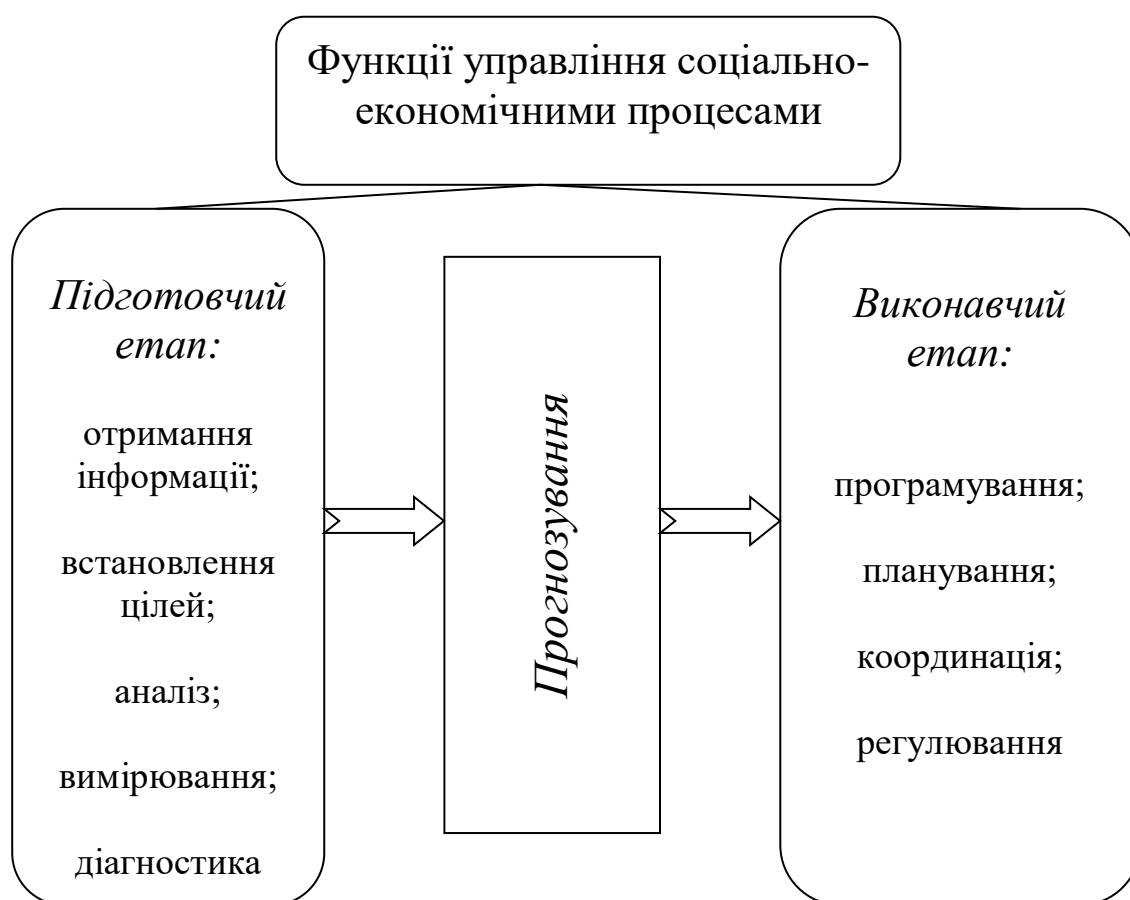 Функції управління соціально-
економічними процесами
Підготовчий
етап:
отримання
інформації;
встановлення
цілей;
аналіз;
вимірювання;
діагностика
Прогнозування
Виконавчий
етап:
програмування;
планування;
координація;
регулювання